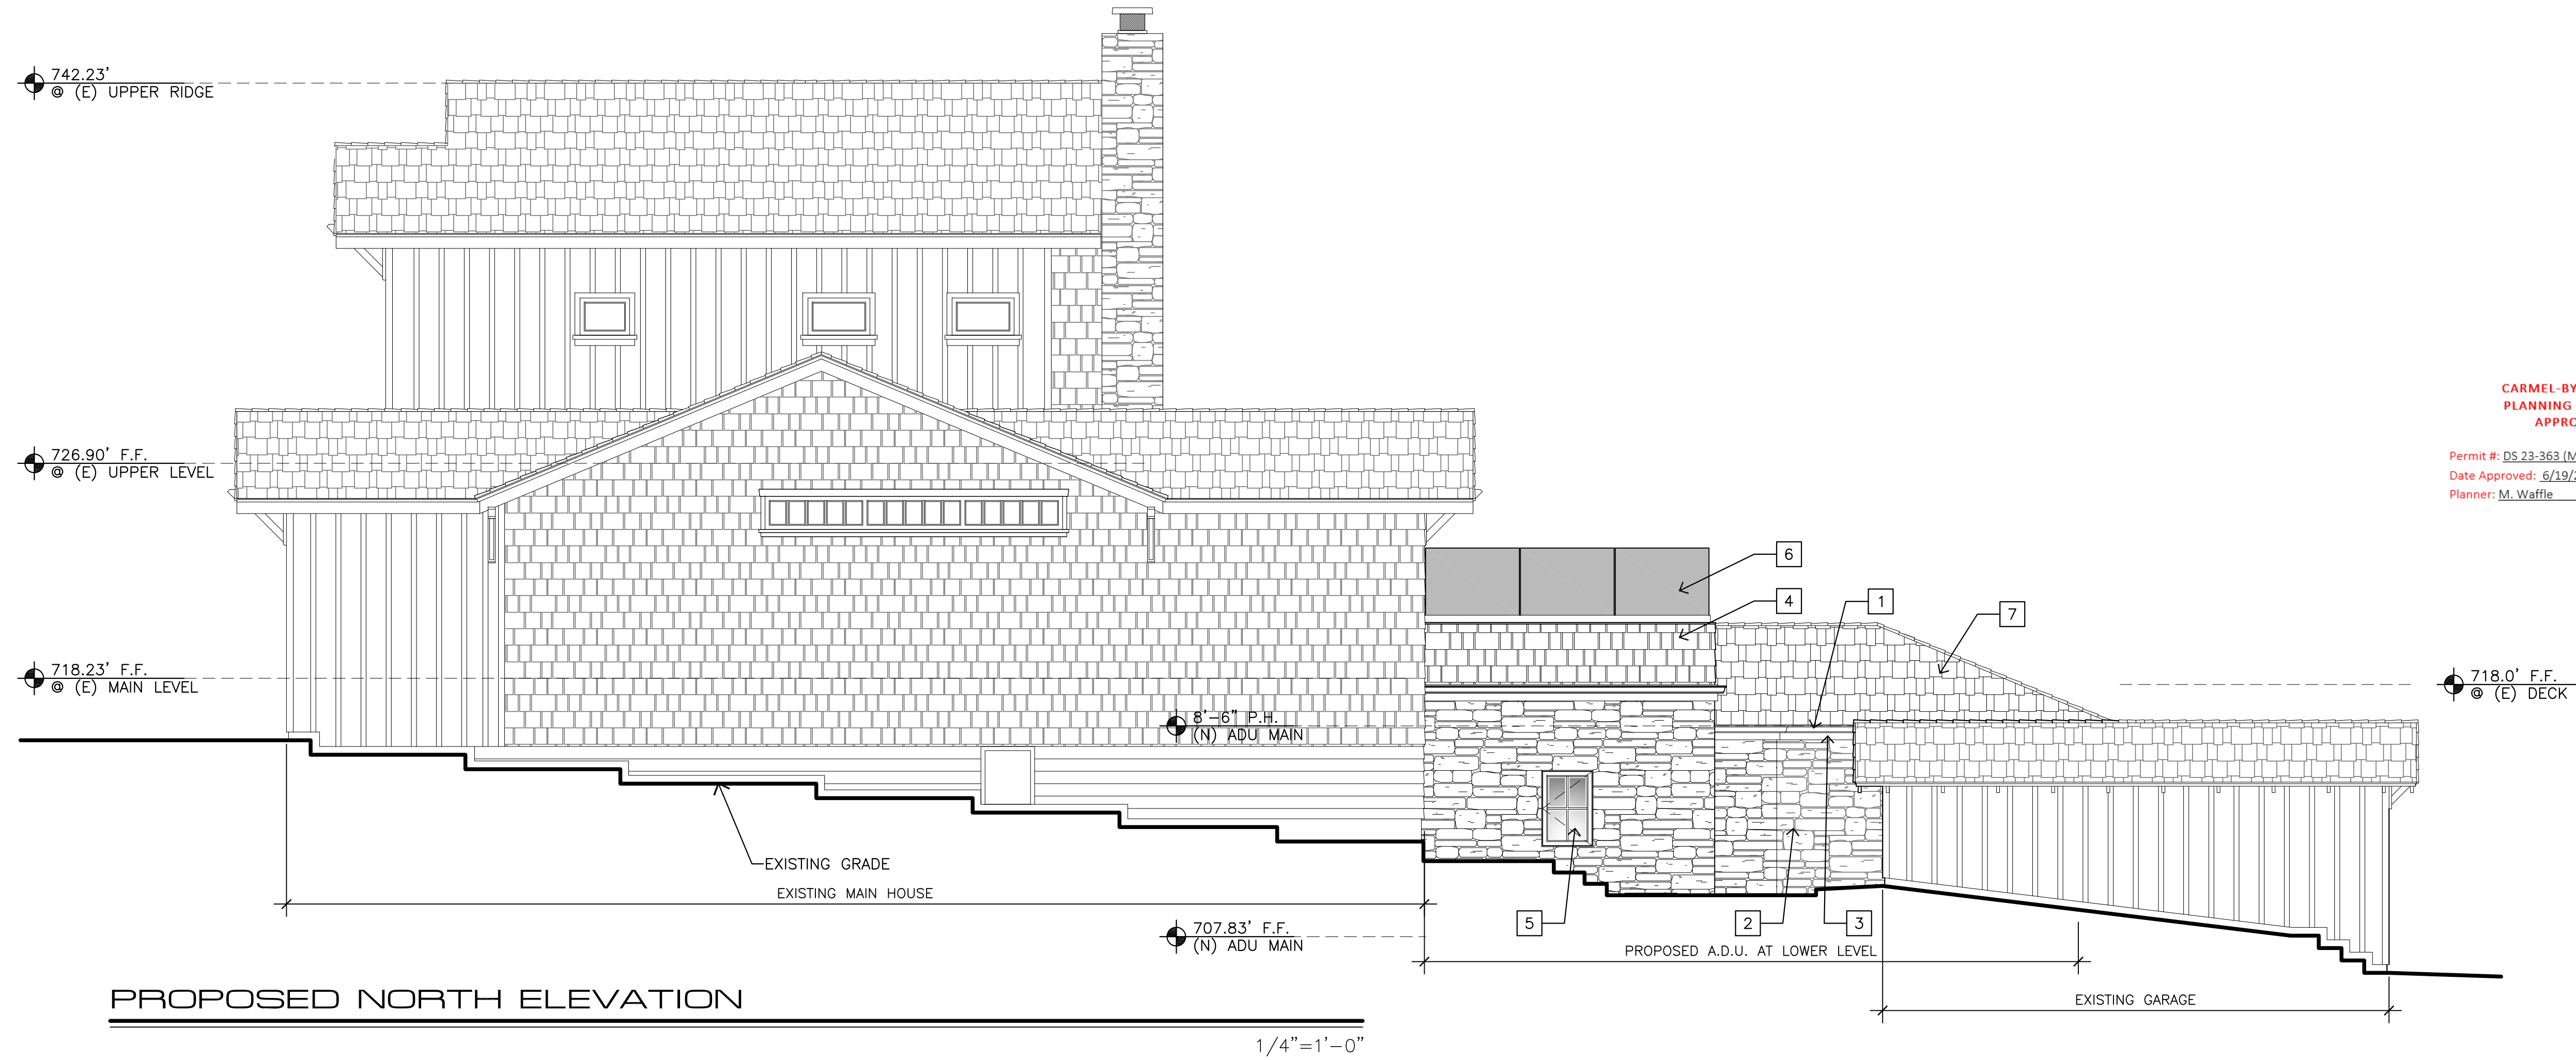 742.23'
@ (E) UPPER RIDGE
CARMEL-BY
PLANNING
APPRO
726.90' F.F.
@ (E) UPPER LEVEL
Permit #: DS 23-363 (M
Date Approved: 6/19/2
Planner: M. Waffle
6
4
1
7
718.23' F.F.
@ (E) MAIN LEVEL
718.0' F.F.
@ (E) DECK
8'-6" P.H.
(N) ADU MAIN
EXISTING GRADE
EXISTING MAIN HOUSE
5
2
3
707.83' F.F.
(N) ADU MAIN
PROPOSED A.D.U. AT LOWER LEVEL
EXISTING GARAGE
PROPOSED NORTH ELEVATION
1/4"=1'-0"